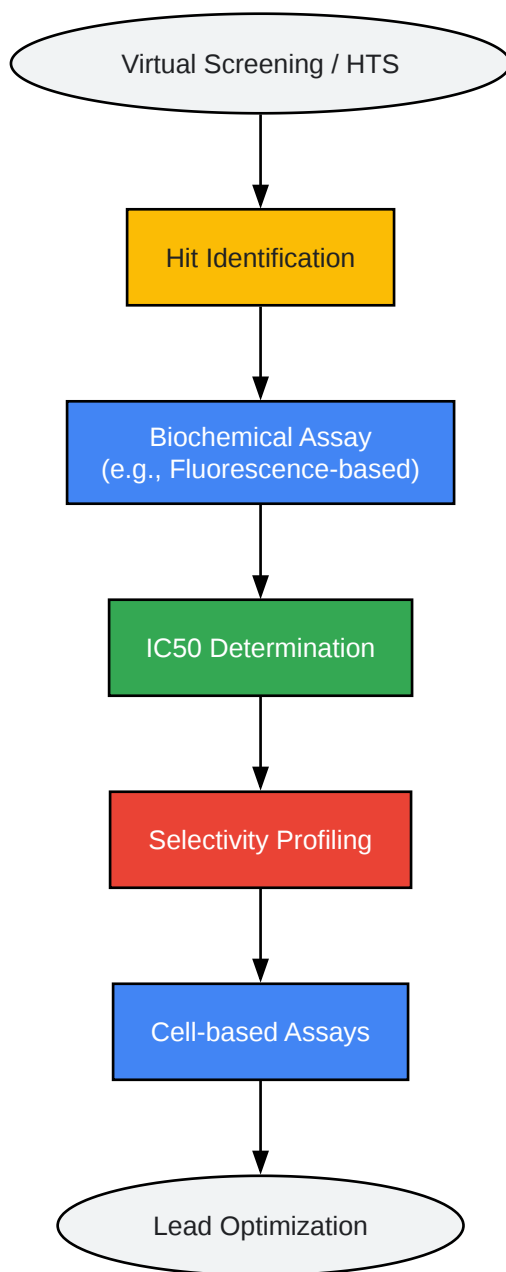 Virtual Screening / HTS
Hit Identification
Biochemical Assay
(e.g., Fluorescence-based)
IC50 Determination
Selectivity Profiling
Cell-based Assays
Lead Optimization